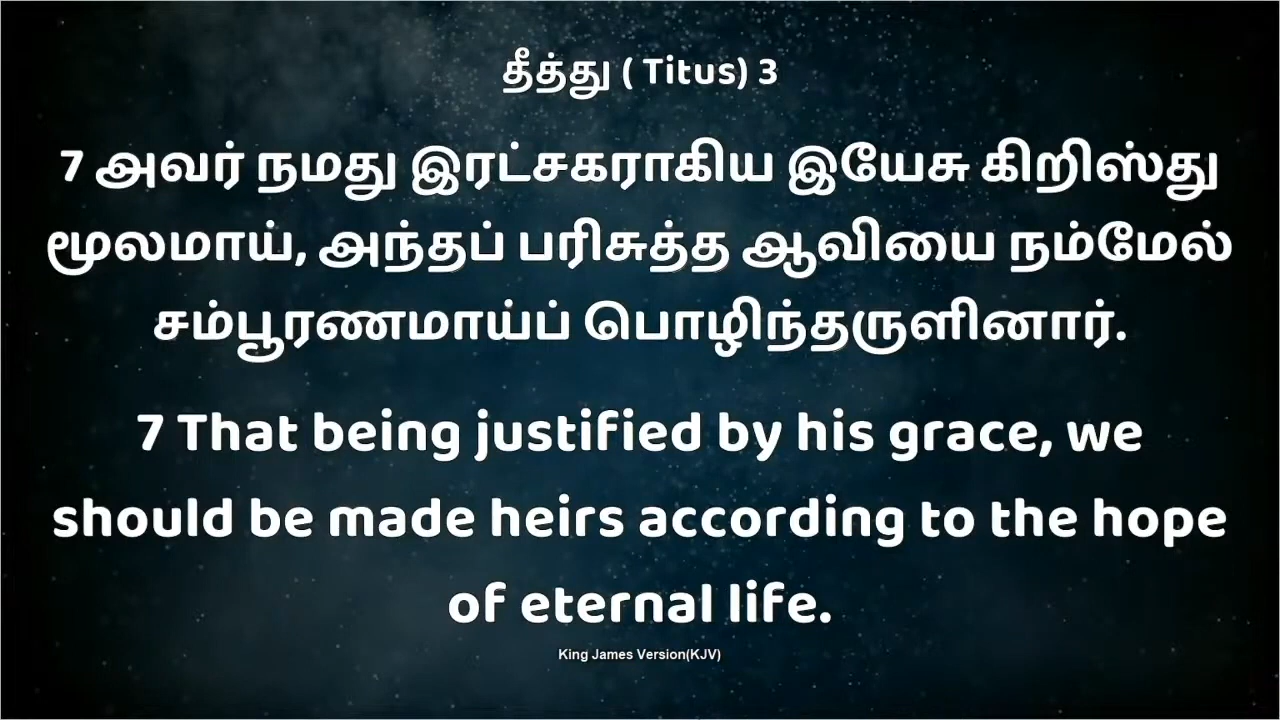 தீத்து ( Titus) 3
7 அவர் நமது இரட்சகராகிய இயேசு கிறிஸ்து
மூலமாய், அந்தப் பரிசுத்த ஆவியை நம்மேல்
சம்பூரணமாய்ப் பொழிந்தருளினார்.
7 That being justified by his grace, we
should be made heirs according to the hope
of eternal life.
King James Version(KJV)